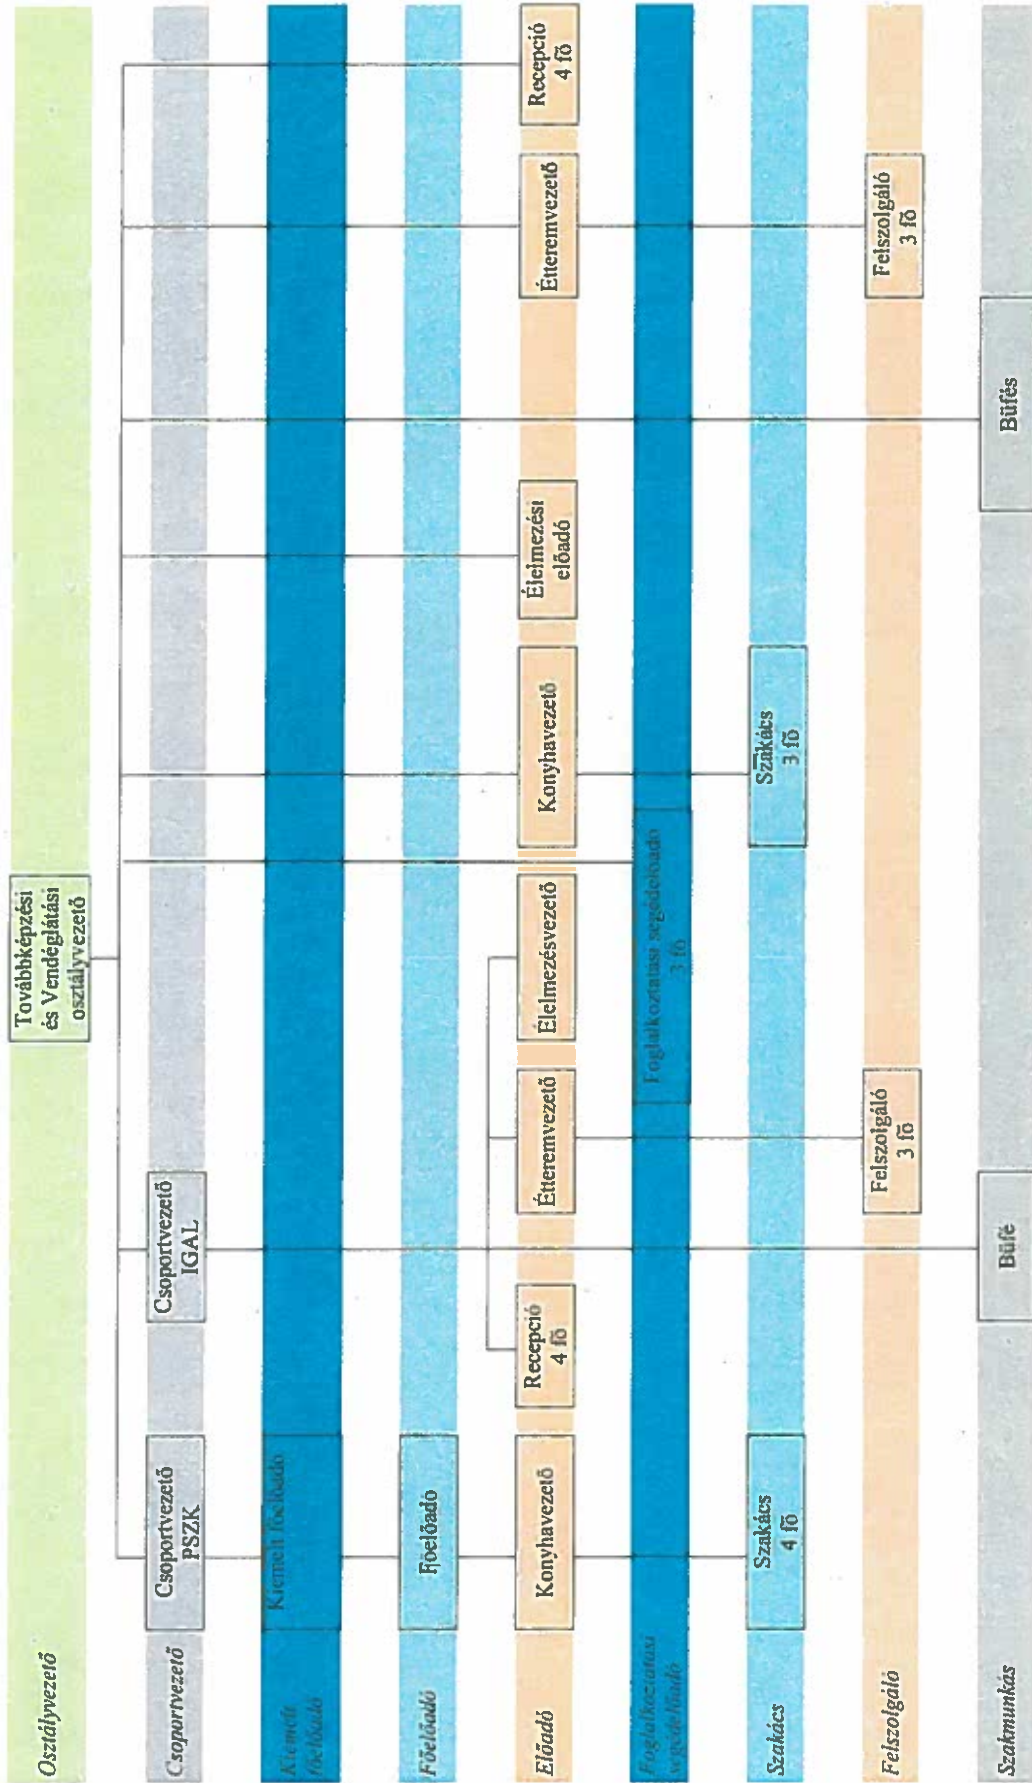 Osztályvezető
Továbbképzési
és Vendéglátási
osztályvezető
Csoportvezető
Csoportvezető
PSZK
Csoportvezető
IGAL
Kiemelt
főelőadó
Kiemelt főelőadó
Főelőadó
Főelőadó
Előadó
Konyhavezető
Recepció
4 fő
Étteremvezető
Élelmezésvezető
Konyhavezető
Élelmezési
előadó
Étteremvezető
Recepció
4 fő
Foglalkoztatási
segédelőadó
Foglalkoztatási segédelőadó
3 fő
Szakács
Szakács
4 fő
Szakács
3 fő
Felszolgáló
Felszolgáló
3 fő
Felszolgáló
3 fő
Szakmunkás
Büfé
Büfés